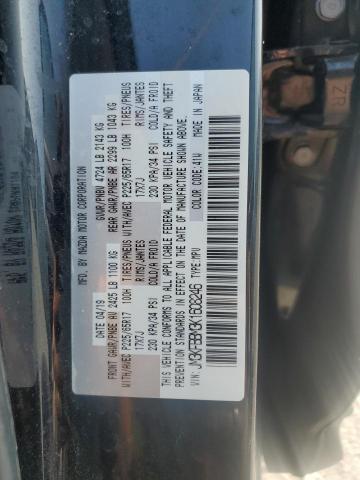 MFD. BY MAZDA MOTOR CORPORATION
DATE: 04/19 GVWR/PNBV 4724 LB 2143 KG
FRONT GAWR/PNBE AV 2425 LB 1100 KG REAR GAWR/PNBE AR 2299 LB 1043 KG
WITH/AVEC P225/65R17 100H TIRES/PNEUS WITH/AVEC P225/65R17 100H TIRES/PNEUS
17X7J RIMS/JANTES 17X7J RIMS/JANTES
230 KPA/34 PSI COLD/A FROID 230 KPA/34 PSI COLD/A FROID
THIS VEHICLE CONFORMS TO ALL APPLICABLE FEDERAL MOTOR VEHICLE SAFETY AND THEFT
PREVENTION STANDARDS IN EFFECT ON THE DATE OF MANUFACTURE SHOWN ABOVE.
COLOR CODE:41W MADE IN JAPAN
VIN: JM3KFBBM3K1603246 TYPE:MPV
ZR